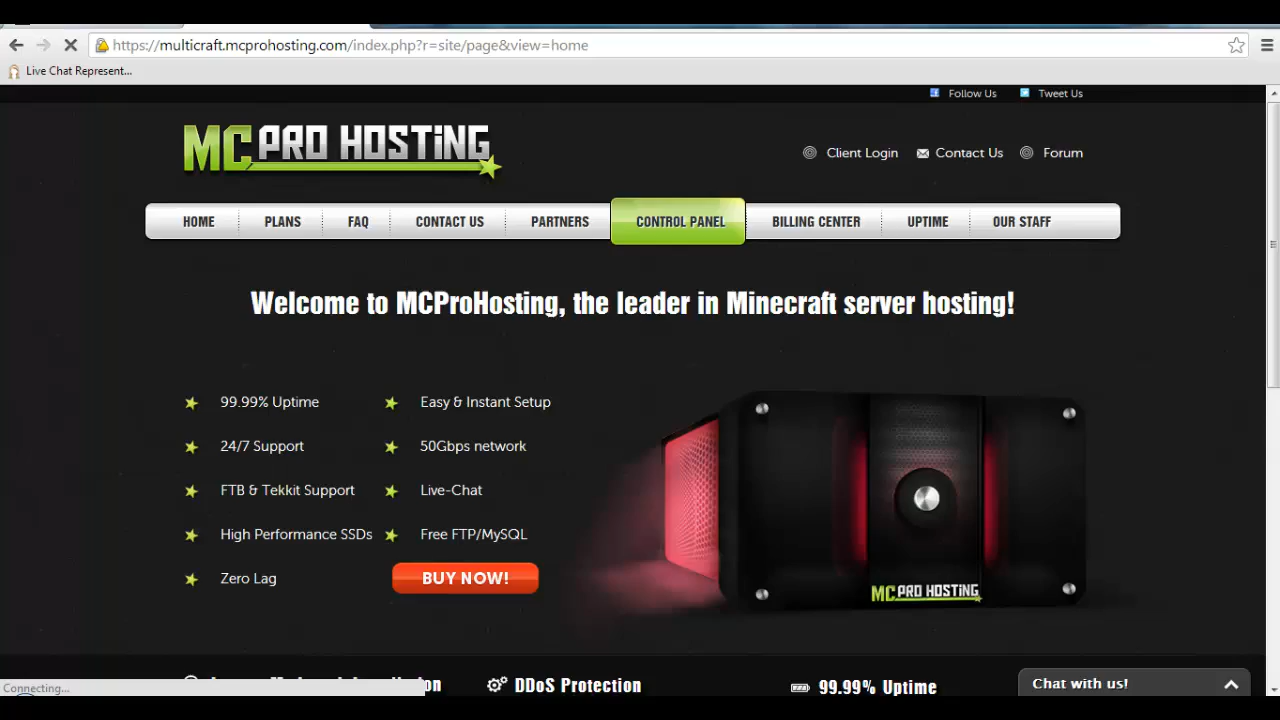 https://multicraft.mcprohosting.com/index.php?r=site/page&view=home
Live Chat Represent...
Follow Us
Tweet Us
MC PRO HOSTiNG
Client Login
Contact Us
Forum
HOME
PLANS
FAQ
CONTACT US
PARTNERS
CONTROL PANEL
BILLING CENTER
UPTIME
OUR STAFF
Welcome to MCProHosting, the leader in Minecraft server hosting!
99.99% Uptime
Easy & Instant Setup
24/7 Support
50Gbps network
FTB & Tekkit Support
Live-Chat
High Performance SSDs
Free FTP/MySQL
Zero Lag
BUY NOW!
MC PRO HOSTiNG
Connecting...
DDoS Protection
99.99% Uptime
Chat with us!